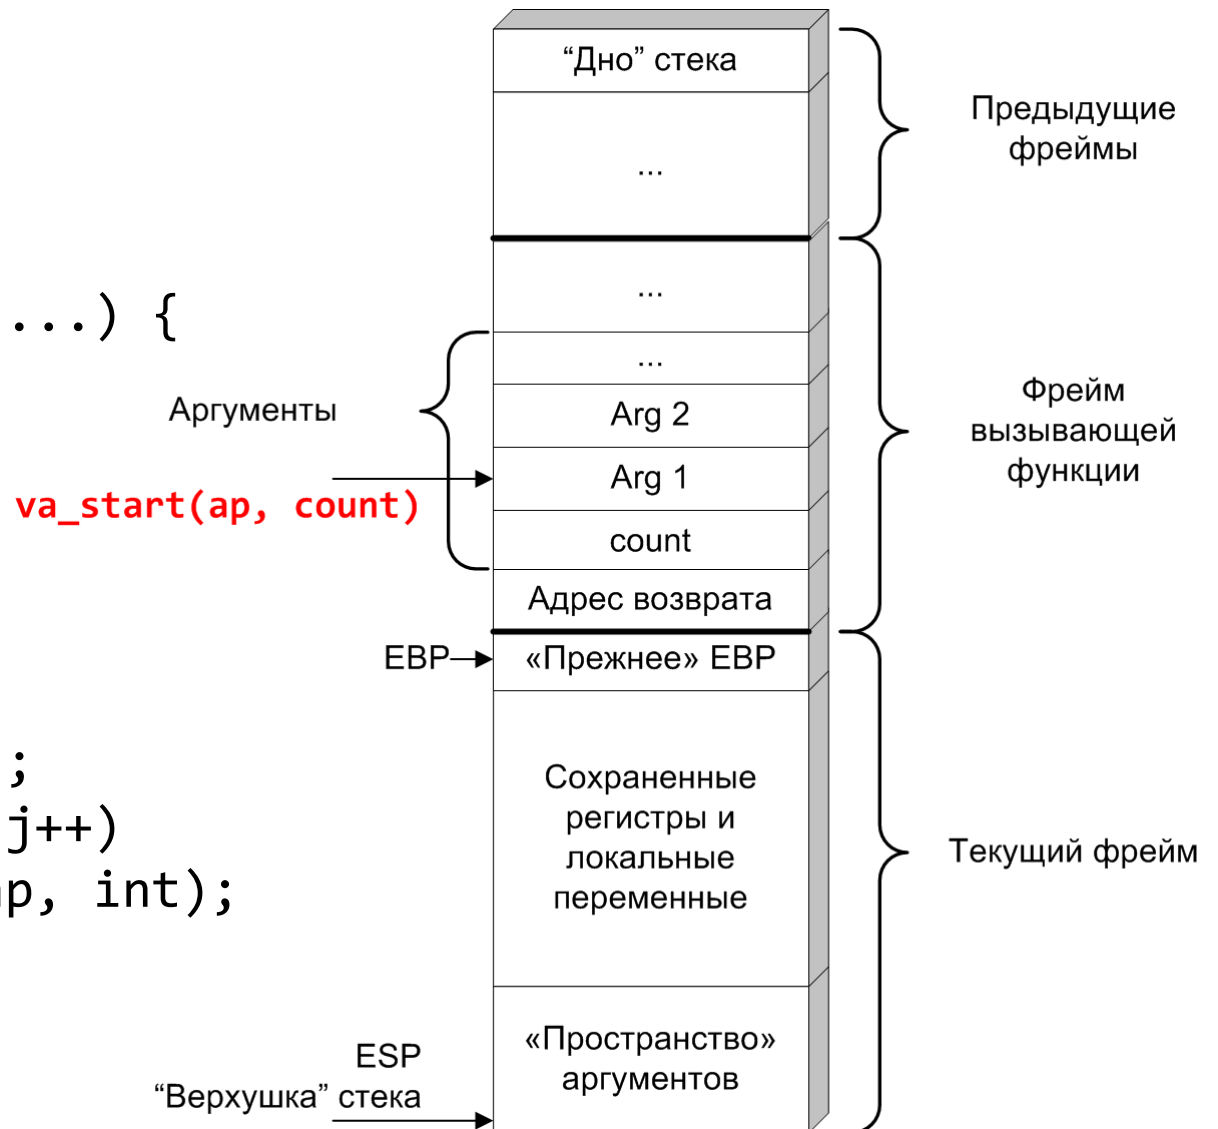 “Дно” стека
Предыдущие
фреймы
...
...
...) {
...
Аргументы
Arg 2
Фрейм
вызывающей
функции
Arg 1
va_start(ap, count)
count
Адрес возврата
EBP
«Прежнее» EBP
;
j++)
p, int);
Сохраненные
регистры и
локальные
переменные
Текущий фрейм
«Пространство»
аргументов
ESP
“Верхушка” стека